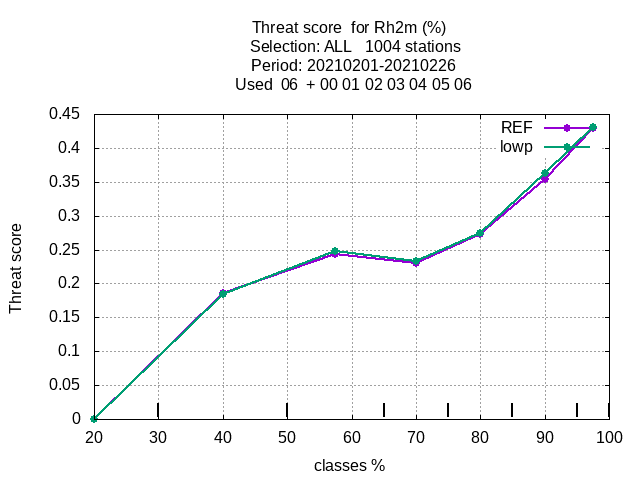 Threat score  for Rh2m (%)
Selection: ALL   1004 stations
Period: 20210201-20210226
Used  06  + 00 01 02 03 04 05 06
REF
lowp
0.45
0.4
0.35
0.3
0.25
0.2
0.15
0.1
0.05
0
Threat score
20 30 40 50 60 70 80 90 100
classes %